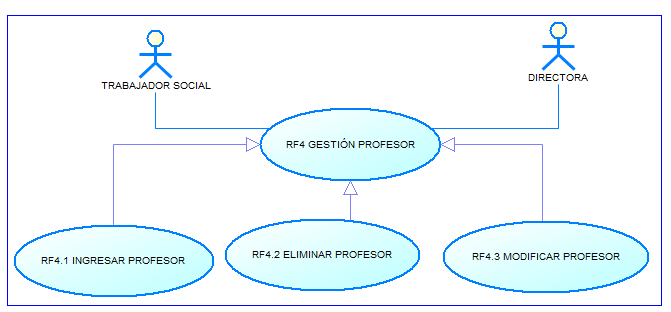 TRABAJADOR SOCIAL
DIRECTORA
RF4 GESTIÓN PROFESOR
RF4.1 INGRESAR PROFESOR
RF4.2 ELIMINAR PROFESOR
RF4.3 MODIFICAR PROFESOR